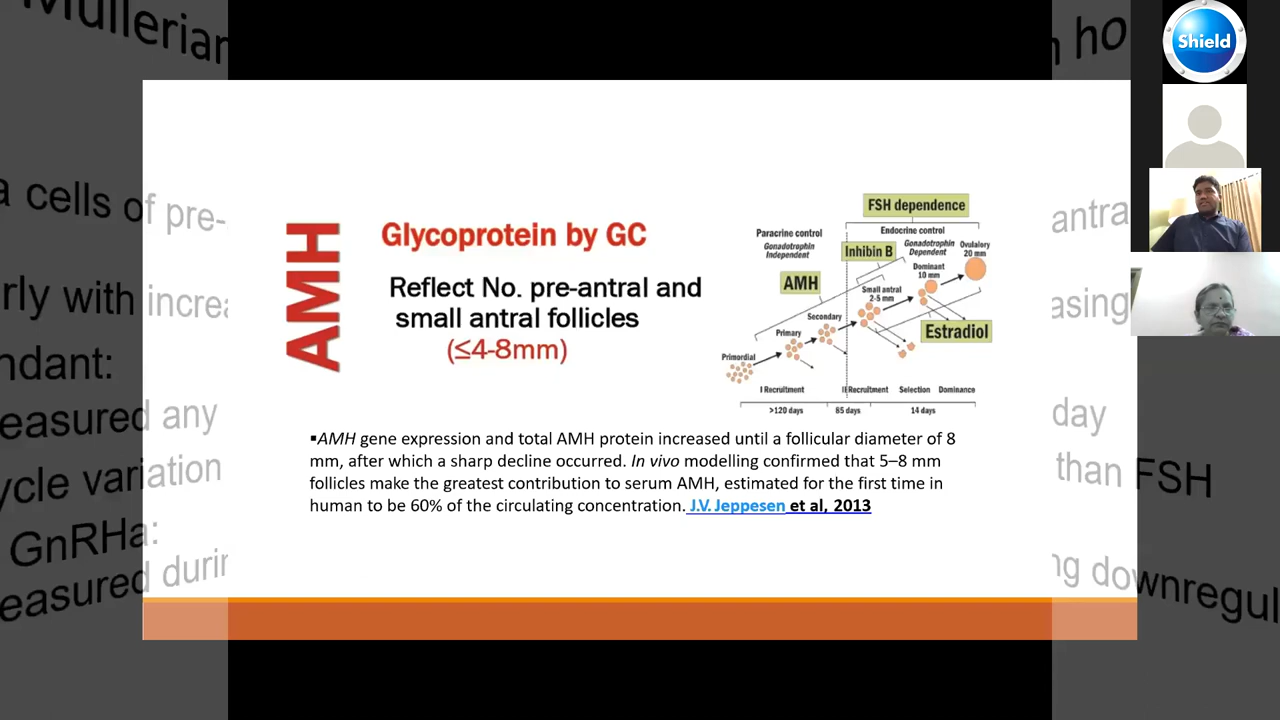 Mullerian
n ho
a cells of pre-
antra
rly with increa
asing
ndant:
easured any
day
ycle variation
than FSH
GnRHa:
easured durin
ng downregul
Shield
AMH
Glycoprotein by GC
Reflect No. pre-antral and
small antral follicles
(≤4-8mm)
FSH dependence
Paracrine control
Gonadotrophin
Independent
Endocrine control
Inhibin B
Gonadotrophin
Dependent
Ovulatory
20 mm
Dominant
10 mm
AMH
Small antral
2-5 mm
Secondary
Estradiol
Primary
Primordial
I Recruitment
II Recruitment
Selection
Dominance
>120 days
65 days
14 days
▪AMH gene expression and total AMH protein increased until a follicular diameter of 8
mm, after which a sharp decline occurred. In vivo modelling confirmed that 5–8 mm
follicles make the greatest contribution to serum AMH, estimated for the first time in
human to be 60% of the circulating concentration. J.V. Jeppesen et al, 2013